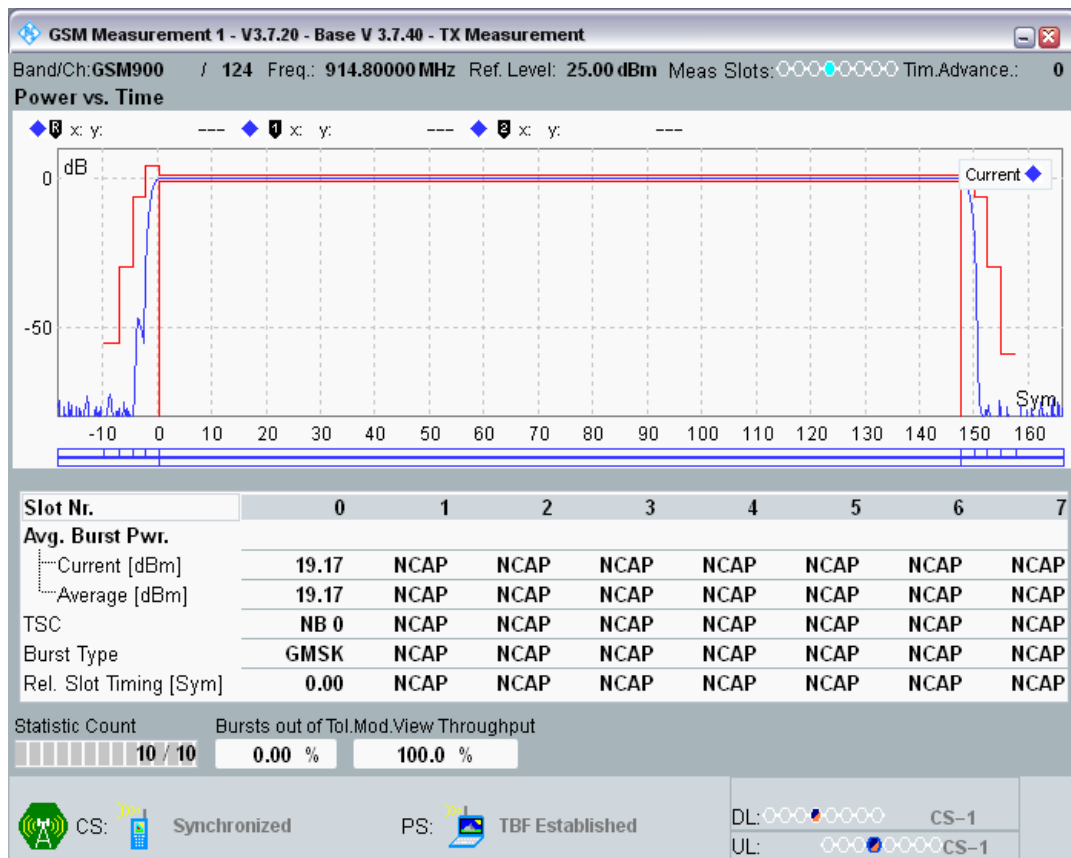 GSM Measurement 1 - V3.7.20 - Base V 3.7.40 - TX Measurement
Band/Ch:GSM900 / 124 Freq.: 914.80000 MHz Ref. Level: 25.00 dBm Meas Slots: Tim.Advance.: 0
Power vs. Time
R x: y: --- 1 x: y: --- 2 x: y: ---
dB
Current
0
-50
Sym
-10 0 10 20 30 40 50 60 70 80 90 100 110 120 130 140 150 160
Slot Nr. 0 1 2 3 4 5 6 7
Avg. Burst Pwr.
Current [dBm] 19.17 NCAP NCAP NCAP NCAP NCAP NCAP NCAP
Average [dBm] 19.17 NCAP NCAP NCAP NCAP NCAP NCAP NCAP
TSC NB 0 NCAP NCAP NCAP NCAP NCAP NCAP NCAP
Burst Type GMSK NCAP NCAP NCAP NCAP NCAP NCAP NCAP
Rel. Slot Timing [Sym] 0.00 NCAP NCAP NCAP NCAP NCAP NCAP NCAP
Statistic Count Bursts out of Tol.Mod.View Throughput
10 / 10 0.00 % 100.0 %
CS: Synchronized PS: TBF Established
DL: CS-1
UL: CS-1